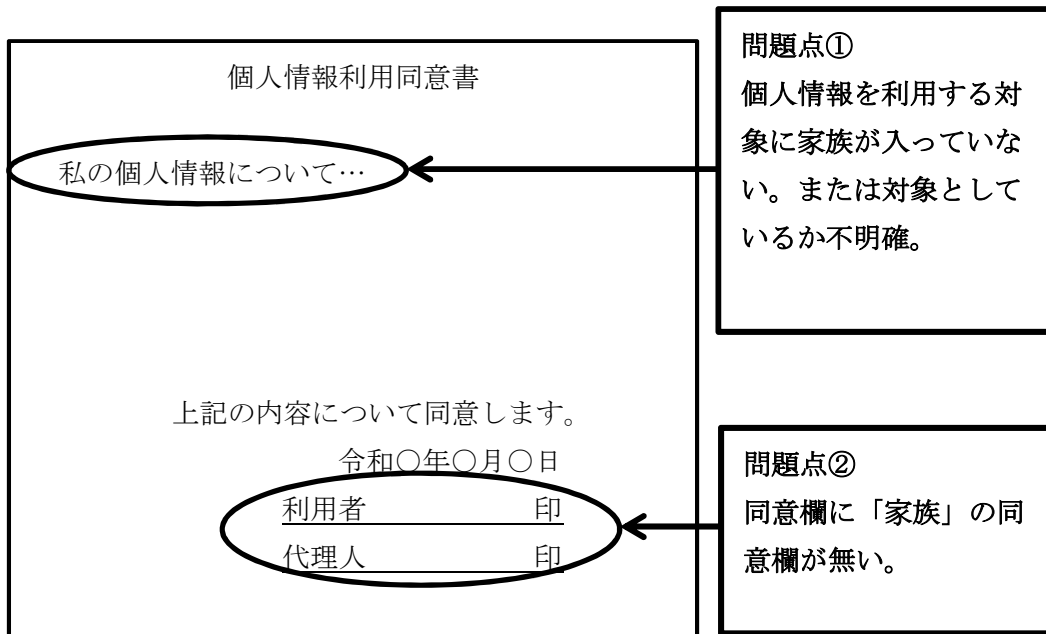 個人情報利用同意書
私の個人情報について…
上記の内容について同意します。
令和〇年〇月〇日
利用者 印
代理人 印
問題点①
個人情報を利用する対
象に家族が入っていな
い。または対象として
いるか不明確。
問題点②
同意欄に「家族」の同
意欄が無い。